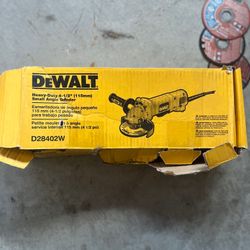 DEWALT
Heavy-Duty 4-1/2" (115mm)
Small Angle Grinder
Esmeriladora de ángulo pequeño
115 mm (4-1/2 pulg)
para trabajo pesado
Petite meuleuse
service intensif 115 mm (4 1/2 po)
D28402W